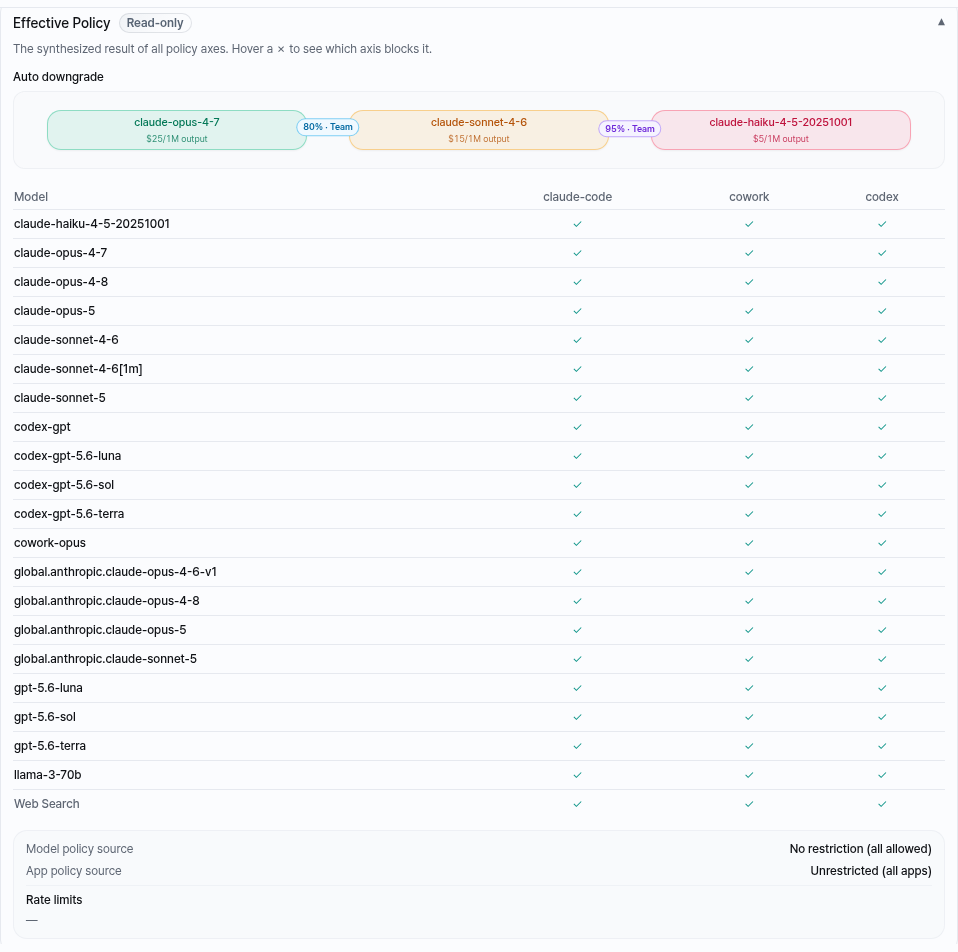 Effective Policy Read-only ▲
The synthesized result of all policy axes. Hover a × to see which axis blocks it.
Auto downgrade
claude-opus-4-7
$25/1M output
80% · Team
claude-sonnet-4-6
$15/1M output
95% · Team
claude-haiku-4-5-20251001
$5/1M output
Model claude-code cowork codex
claude-haiku-4-5-20251001 ✓ ✓ ✓
claude-opus-4-7 ✓ ✓ ✓
claude-opus-4-8 ✓ ✓ ✓
claude-opus-5 ✓ ✓ ✓
claude-sonnet-4-6 ✓ ✓ ✓
claude-sonnet-4-6[1m] ✓ ✓ ✓
claude-sonnet-5 ✓ ✓ ✓
codex-gpt ✓ ✓ ✓
codex-gpt-5.6-luna ✓ ✓ ✓
codex-gpt-5.6-sol ✓ ✓ ✓
codex-gpt-5.6-terra ✓ ✓ ✓
cowork-opus ✓ ✓ ✓
global.anthropic.claude-opus-4-6-v1 ✓ ✓ ✓
global.anthropic.claude-opus-4-8 ✓ ✓ ✓
global.anthropic.claude-opus-5 ✓ ✓ ✓
global.anthropic.claude-sonnet-5 ✓ ✓ ✓
gpt-5.6-luna ✓ ✓ ✓
gpt-5.6-sol ✓ ✓ ✓
gpt-5.6-terra ✓ ✓ ✓
llama-3-70b ✓ ✓ ✓
Web Search ✓ ✓ ✓
Model policy source No restriction (all allowed)
App policy source Unrestricted (all apps)
Rate limits
—